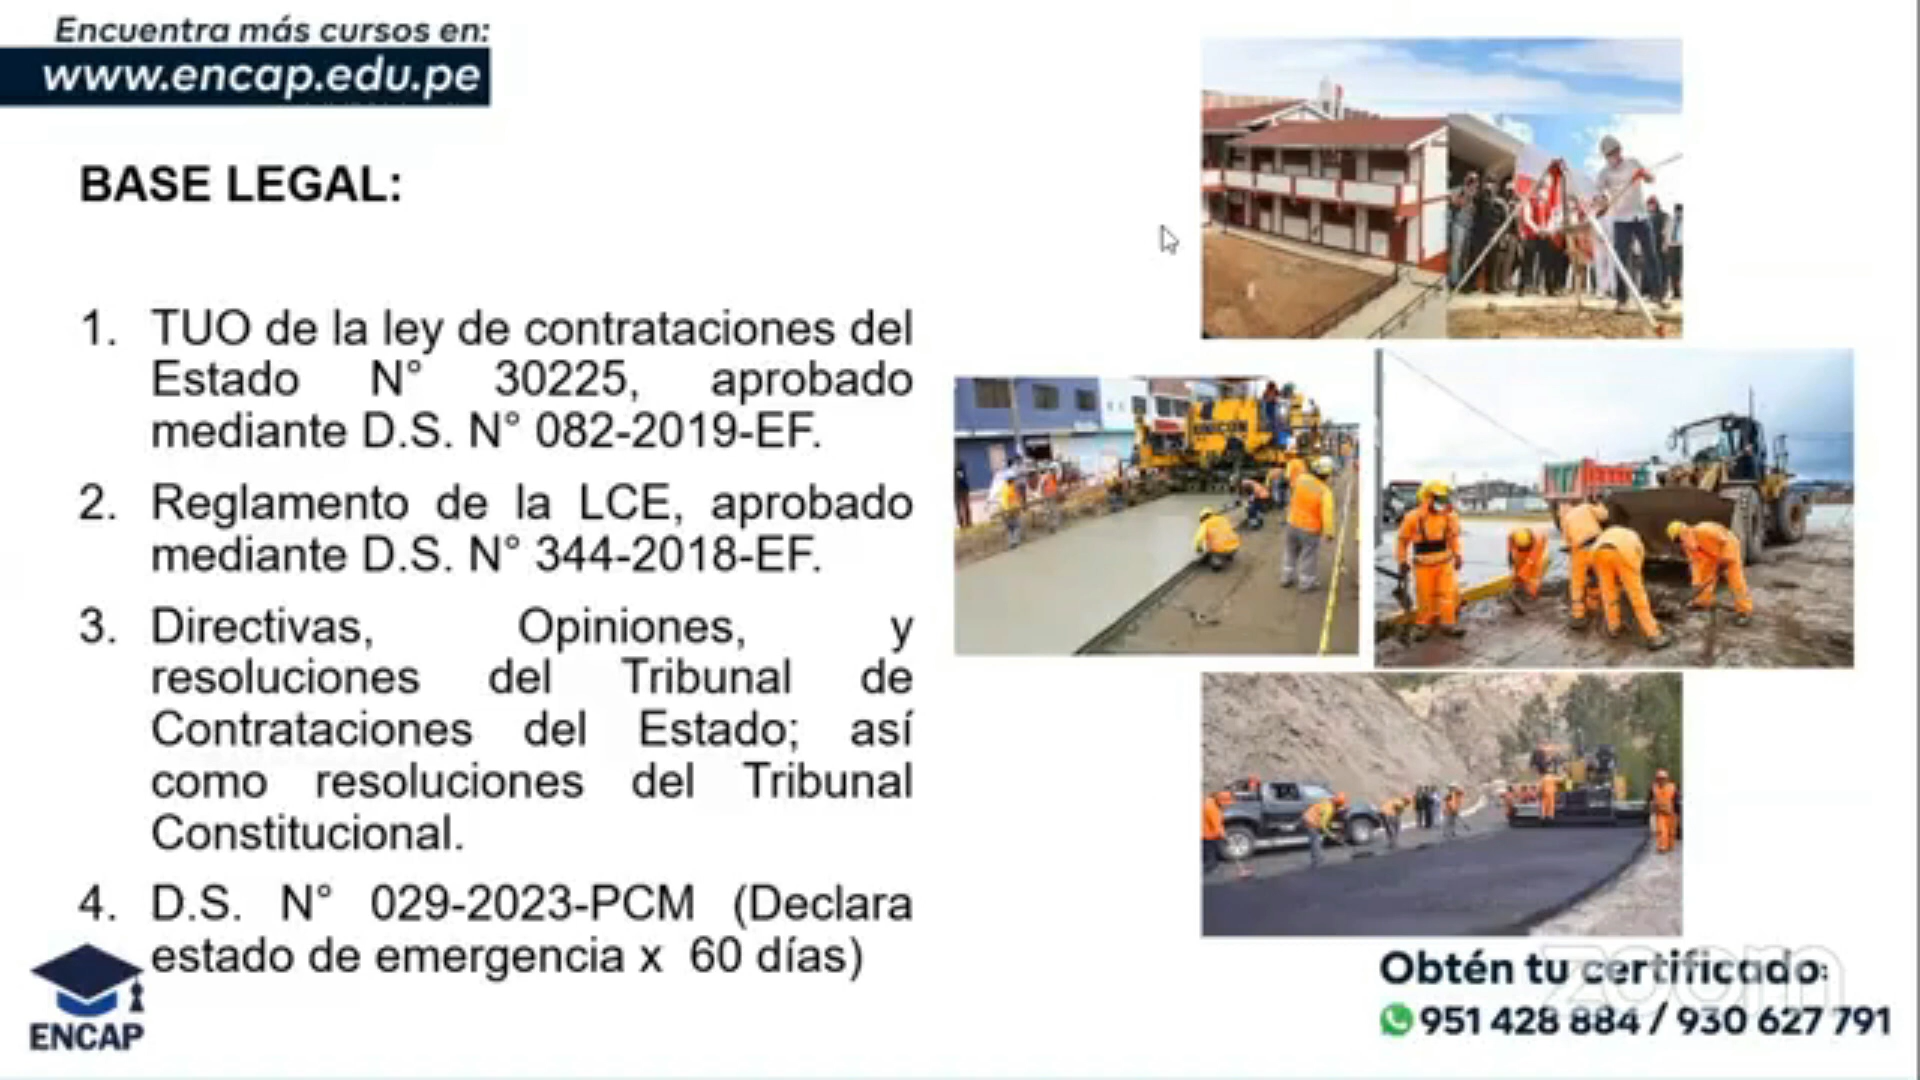 Encuentra más cursos en:
www.encap.edu.pe
BASE LEGAL:
1. TUO de la ley de contrataciones del
Estado N° 30225, aprobado
mediante D.S. N° 082-2019-EF.
2. Reglamento de la LCE, aprobado
mediante D.S. N° 344-2018-EF.
3. Directivas, Opiniones, y
resoluciones del Tribunal de
Contrataciones del Estado; así
como resoluciones del Tribunal
Constitucional.
4. D.S. N° 029-2023-PCM (Declara
estado de emergencia x 60 días)
ENCAP
UNICON
Obtén tu certificado:
zoom
951 428 884 / 930 627 791